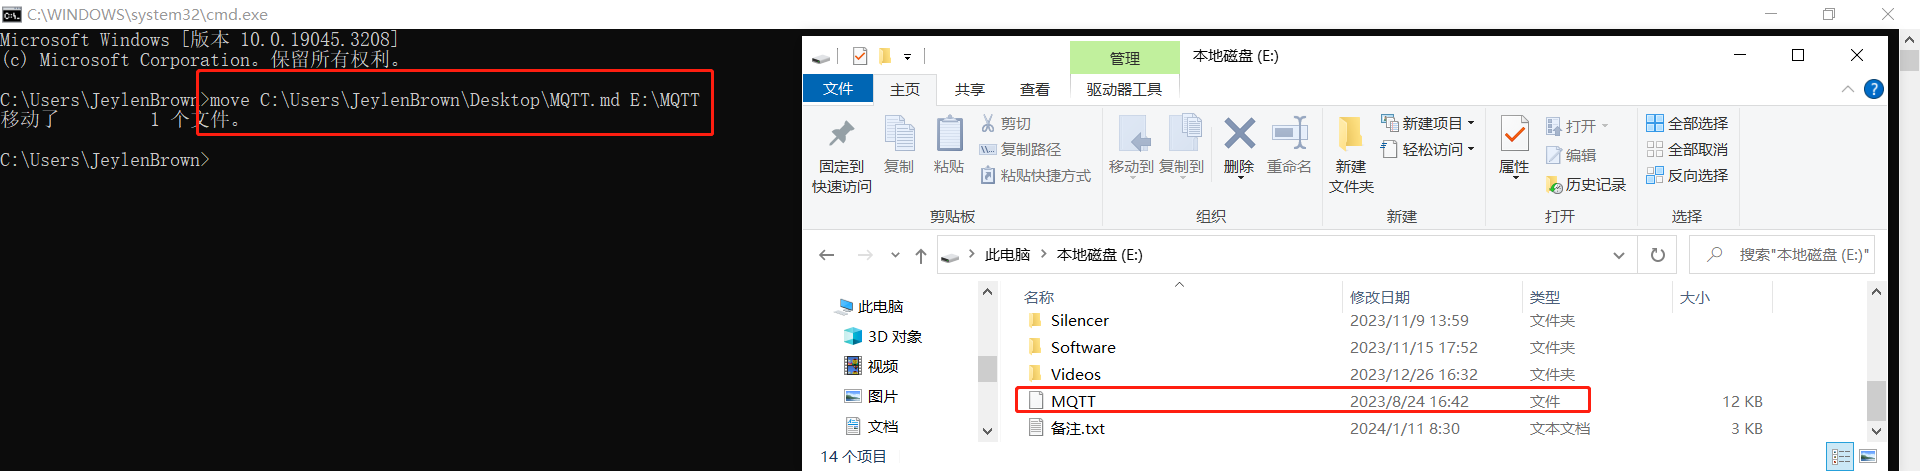 C:\WINDOWS\system32\cmd.exe
Microsoft Windows [版本 10.0.19045.3208]
(c) Microsoft Corporation。保留所有权利。
C:\Users\JeylenBrown>move C:\Users\JeylenBrown\Desktop\MQTT.md E:\MQTT
移动了         1 个文件。
C:\Users\JeylenBrown>
管理
本地磁盘 (E:)
文件
主页
共享
查看
驱动器工具
固定到
快速访问
复制
粘贴
剪切
复制路径
粘贴快捷方式
剪贴板
移动到
复制到
删除
重命名
组织
新建
文件夹
新建项目
轻松访问
新建
属性
打开
编辑
历史记录
打开
全部选择
全部取消
反向选择
选择
此电脑
本地磁盘 (E:)
搜索"本地磁盘 (E:)"
此电脑
3D 对象
视频
图片
文档
名称 修改日期 类型 大小
Silencer 2023/11/9 13:59 文件夹
Software 2023/11/15 17:52 文件夹
Videos 2023/12/26 16:32 文件夹
MQTT 2023/8/24 16:42 文件 12 KB
备注.txt 2024/1/11 8:30 文本文档 3 KB
14 个项目